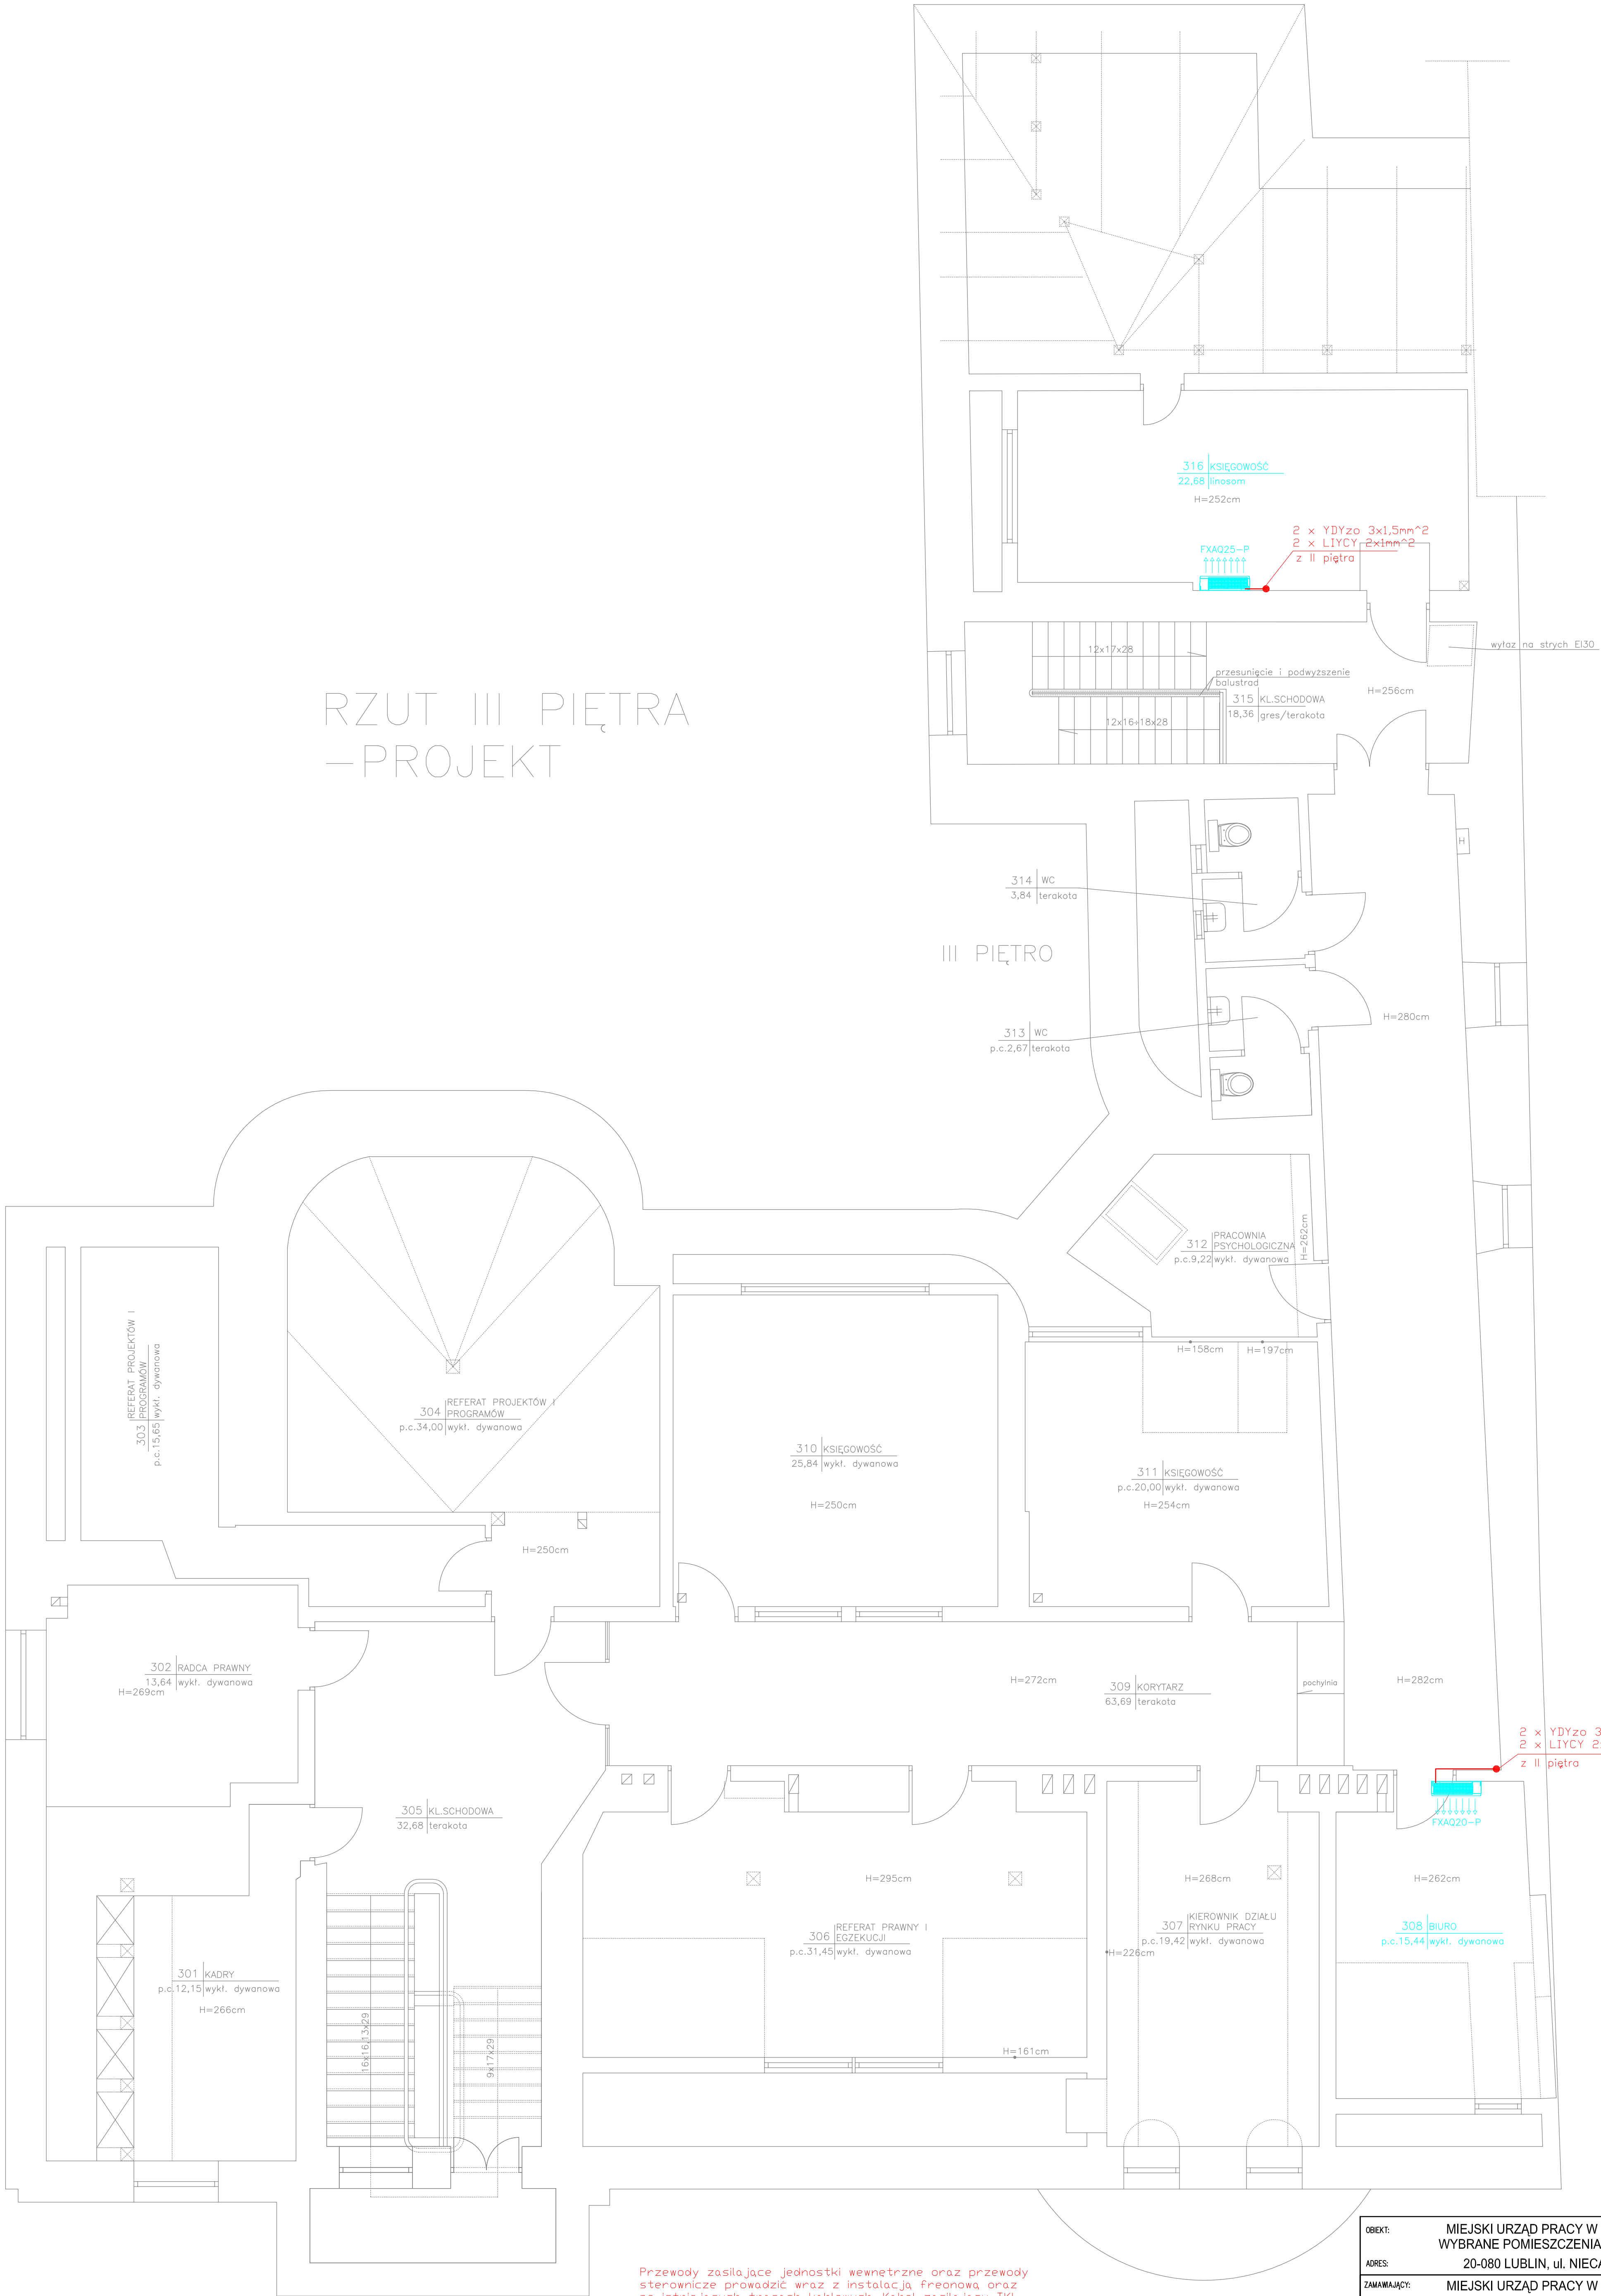 316 KSIĘGOWOŚĆ
22,68 linosom
H=252cm
2 x YDYżo 3x1,5mm^2
2 x LIYCY 2x1mm^2
z II piętra
FXAQ25-P
12x17x28
przesunięcie i podwyższenie
balustrad
wyłaz na strych EI30
H=256cm
315 KL.SCHODOWA
18,36 gres/terakota
12x16÷18x28
RZUT III PIĘTRA
-PROJEKT
H
314 WC
3,84 terakota
III PIĘTRO
H=280cm
313 WC
p.c.2,67 terakota
312 PRACOWNIA
PSYCHOLOGICZNA
p.c.9,22 wykł. dywanowa
H=262cm
H=158cm
H=197cm
303 REFERAT PROJEKTÓW I
PROGRAMÓW
p.c.15,65 wykł. dywanowa
304 REFERAT PROJEKTÓW I
PROGRAMÓW
p.c.34,00 wykł. dywanowa
310 KSIĘGOWOŚĆ
25,84 wykł. dywanowa
H=250cm
311 KSIĘGOWOŚĆ
p.c.20,00 wykł. dywanowa
H=254cm
H=250cm
302 RADCA PRAWNY
13,64 wykł. dywanowa
H=269cm
H=272cm
309 KORYTARZ
63,69 terakota
pochylnia
H=282cm
2 x YDYzo 3
2 x LIYCY 2
z II piętra
FXAQ20-P
305 KL.SCHODOWA
32,68 terakota
H=295cm
H=268cm
H=262cm
306 REFERAT PRAWNY I
EGZEKUCJI
p.c.31,45 wykł. dywanowa
307 KIEROWNIK DZIAŁU
RYNKU PRACY
p.c.19,42 wykł. dywanowa
308 BIURO
p.c.15,44 wykł. dywanowa
H=226cm
301 KADRY
p.c.12,15 wykł. dywanowa
H=266cm
16x16,13x29
9x17x29
H=161cm
OBIEKT: MIEJSKI URZĄD PRACY W
WYBRANE POMIESZCZENIA
ADRES: 20-080 LUBLIN, ul. NIECA
ZAMAWIAJĄCY: MIEJSKI URZĄD PRACY W
Przewody zasilające jednostki wewnętrzne oraz przewody
sterownicze prowadzić wraz z instalacją freonową oraz